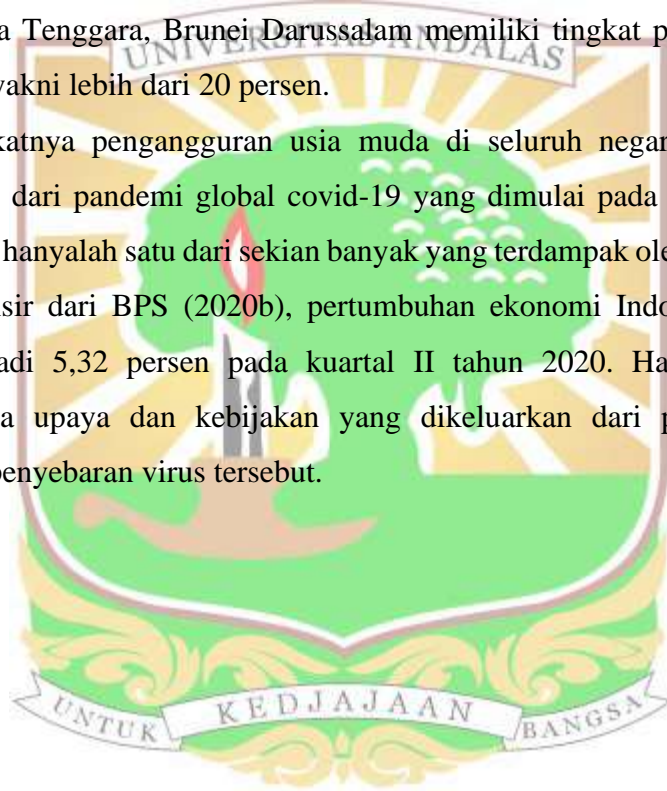 a Tenggara, Brunei Darussalam memiliki tingkat p
UNIVERSITAS ANDALAS
yakni lebih dari 20 persen.
katnya pengangguran usia muda di seluruh negar
dari pandemi global covid-19 yang dimulai pada
hanyalah satu dari sekian banyak yang terdampak ole
sir dari BPS (2020b), pertumbuhan ekonomi Indo
adi 5,32 persen pada kuartal II tahun 2020. Ha
a upaya dan kebijakan yang dikeluarkan dari p
penyebaran virus tersebut.
UNTUK KEDJAJAAN BANGSA